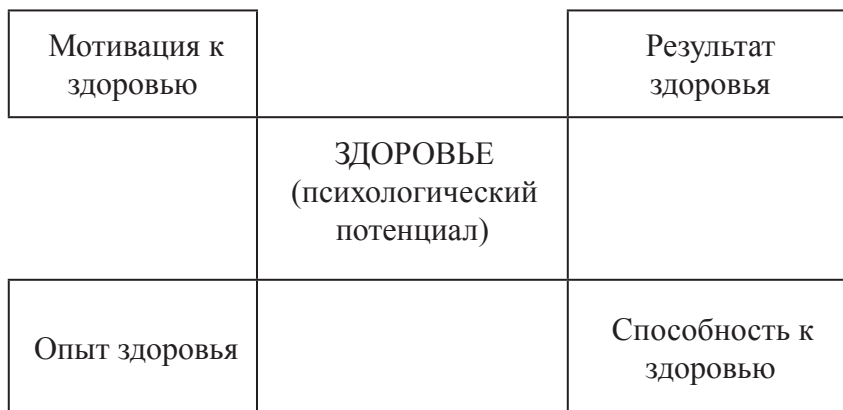 Мотивация к
здоровью
Результат
здоровья
ЗДОРОВЬЕ
(психологический
потенциал)
Опыт здоровья
Способность к
здоровью